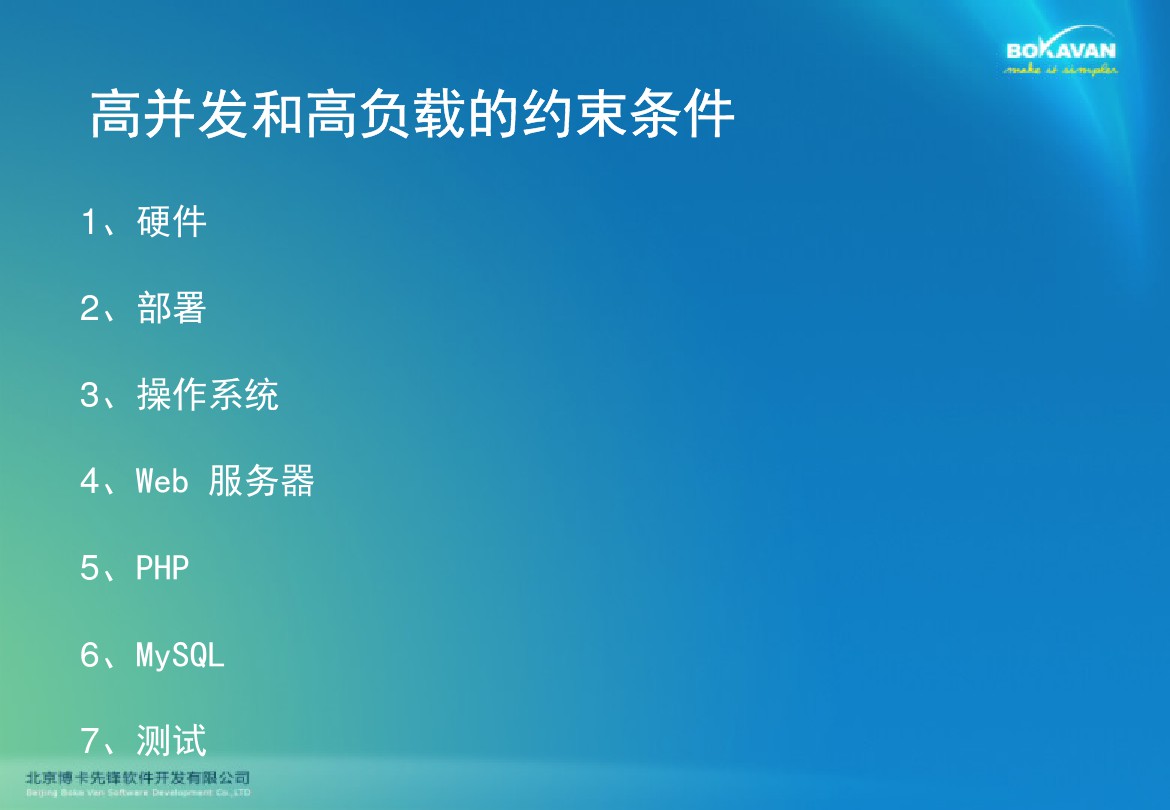 BOKAVAN
make it simpler
高并发和高负载的约束条件
1、硬件
2、部署
3、操作系统
4、Web 服务器
5、PHP
6、MySQL
7、测试
北京博卡先锋软件开发有限公司
Beijing Boka Van Software Development Co.,LTD